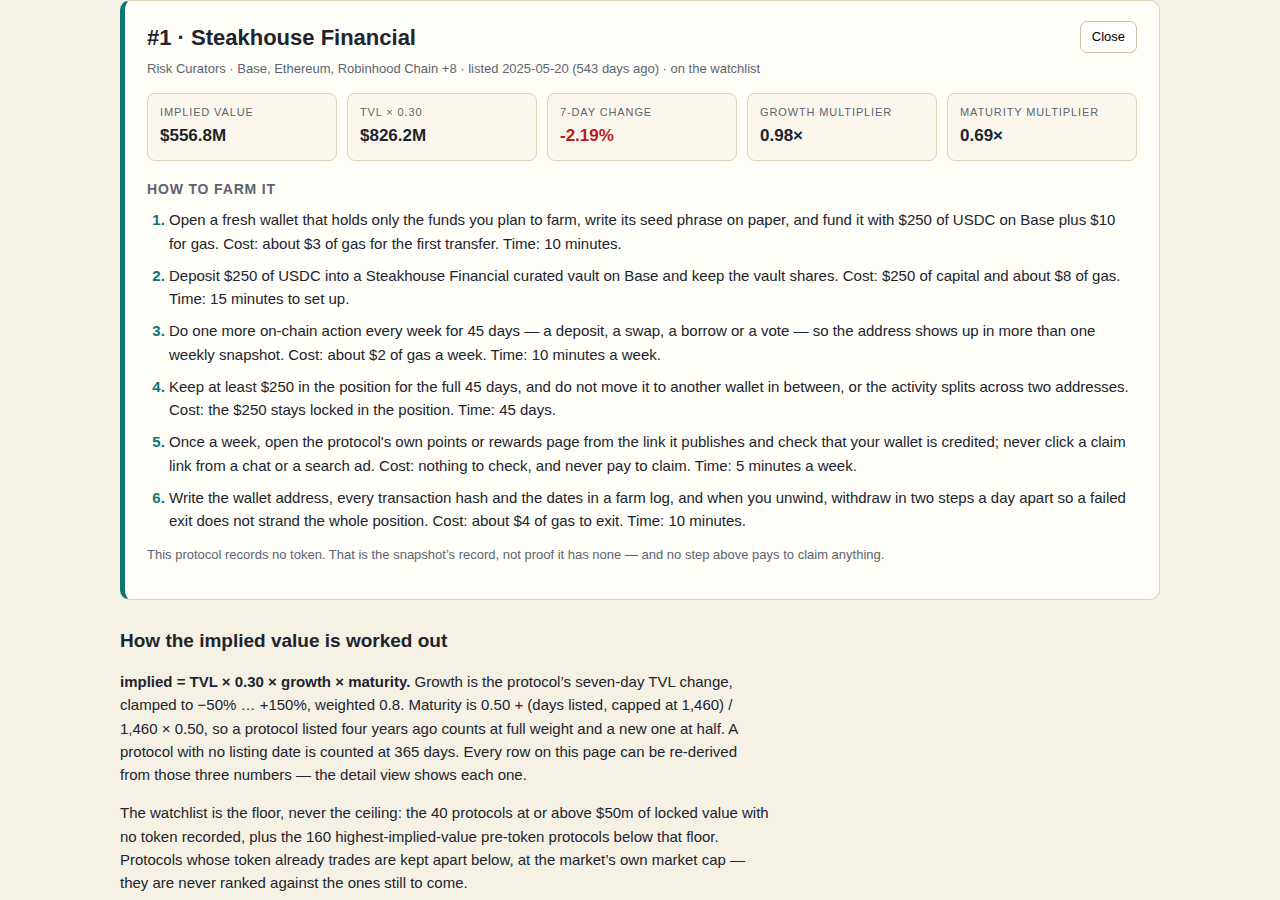 #1 · Steakhouse Financial
Close
Risk Curators · Base, Ethereum, Robinhood Chain +8 · listed 2025-05-20 (543 days ago) · on the watchlist
IMPLIED VALUE
$556.8M
TVL × 0.30
$826.2M
7-DAY CHANGE
-2.19%
GROWTH MULTIPLIER
0.98×
MATURITY MULTIPLIER
0.69×
HOW TO FARM IT
1. Open a fresh wallet that holds only the funds you plan to farm, write its seed phrase on paper, and fund it with $250 of USDC on Base plus $10
for gas. Cost: about $3 of gas for the first transfer. Time: 10 minutes.
2. Deposit $250 of USDC into a Steakhouse Financial curated vault on Base and keep the vault shares. Cost: $250 of capital and about $8 of gas.
Time: 15 minutes to set up.
3. Do one more on-chain action every week for 45 days — a deposit, a swap, a borrow or a vote — so the address shows up in more than one
weekly snapshot. Cost: about $2 of gas a week. Time: 10 minutes a week.
4. Keep at least $250 in the position for the full 45 days, and do not move it to another wallet in between, or the activity splits across two addresses.
Cost: the $250 stays locked in the position. Time: 45 days.
5. Once a week, open the protocol's own points or rewards page from the link it publishes and check that your wallet is credited; never click a claim
link from a chat or a search ad. Cost: nothing to check, and never pay to claim. Time: 5 minutes a week.
6. Write the wallet address, every transaction hash and the dates in a farm log, and when you unwind, withdraw in two steps a day apart so a failed
exit does not strand the whole position. Cost: about $4 of gas to exit. Time: 10 minutes.
This protocol records no token. That is the snapshot’s record, not proof it has none — and no step above pays to claim anything.
How the implied value is worked out
implied = TVL × 0.30 × growth × maturity. Growth is the protocol’s seven-day TVL change,
clamped to −50% … +150%, weighted 0.8. Maturity is 0.50 + (days listed, capped at 1,460) /
1,460 × 0.50, so a protocol listed four years ago counts at full weight and a new one at half. A
protocol with no listing date is counted at 365 days. Every row on this page can be re-derived
from those three numbers — the detail view shows each one.
The watchlist is the floor, never the ceiling: the 40 protocols at or above $50m of locked value with
no token recorded, plus the 160 highest-implied-value pre-token protocols below that floor.
Protocols whose token already trades are kept apart below, at the market’s own market cap —
they are never ranked against the ones still to come.